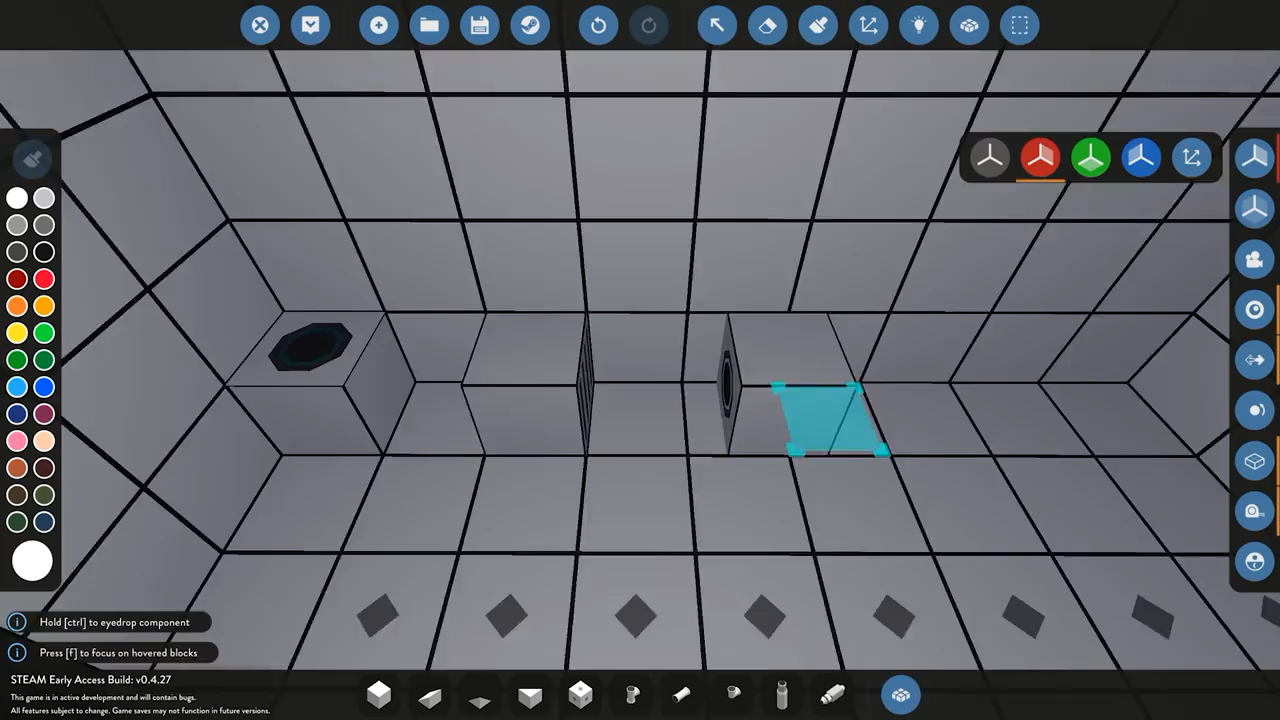 Hold [ctrl] to eyedrop component
Press [f] to focus on hovered blocks
STEAM Early Access Build: v0.4.27
This game is in active development and will contain bugs.
All features subject to change. Game saves may not function in future versions.